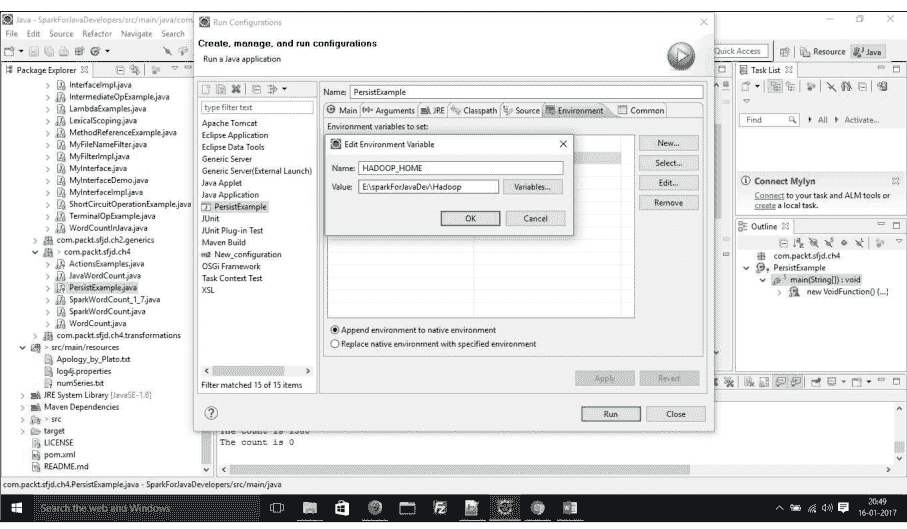 Java - SparkForJavaDevelopers/src/main/java/com
File Edit Source Refactor Navigate Search
Quick Access
Resource
Java
Package Explorer
InterfaceImpl.java
IntermediateOpExample.java
LambdaExamples.java
LexicalScoping.java
MethodReferenceExample.java
MyFileNameFilter.java
MyFilterImpl.java
MyInterface.java
MyInterfaceDemo.java
MyInterfaceImpl.java
ShortCircuitOperationExample.java
TerminalOpExample.java
WordCountInJava.java
com.packt.sfjd.ch2.generics
> com.packt.sfjd.ch4
ActionsExamples.java
JavaWordCount.java
PersistExample.java
SparkWordCount_1_7.java
SparkWordCount.java
WordCount.java
com.packt.sfjd.ch4.transformations
> src/main/resources
Apology_by_Plato.txt
log4j.properties
numSeries.txt
JRE System Library [JavaSE-1.8]
Maven Dependencies
> src
target
LICENSE
pom.xml
README.md
Run Configurations
Create, manage, and run configurations
Run a Java application
type filter text
Apache Tomcat
Eclipse Application
Eclipse Data Tools
Generic Server
Generic Server(External Launch)
Java Applet
Java Application
PersistExample
JUnit
JUnit Plug-in Test
Maven Build
m2 New_configuration
OSGi Framework
Task Context Test
XSL
Filter matched 15 of 15 items
Name: PersistExample
Main Arguments JRE Classpath Source Environment Common
Environment variables to set:
New...
Select...
Edit...
Remove
Edit Environment Variable
Name: HADOOP_HOME
Value: E:\sparkForJavaDev\Hadoop
Variables...
OK
Cancel
Append environment to native environment
Replace native environment with specified environment
Apply
Revert
Run
Close
Task List
Find
All
Activate...
Connect Mylyn
Connect to your task and ALM tools or
create a local task.
Outline
com.packt.sfjd.ch4
PersistExample
main(String[]) : void
new VoidFunction() {...}
The count is 0
com.packt.sfjd.ch4.PersistExample.java - SparkForJavaDevelopers/src/main/java
Search the web and Windows
20:49
16-01-2017